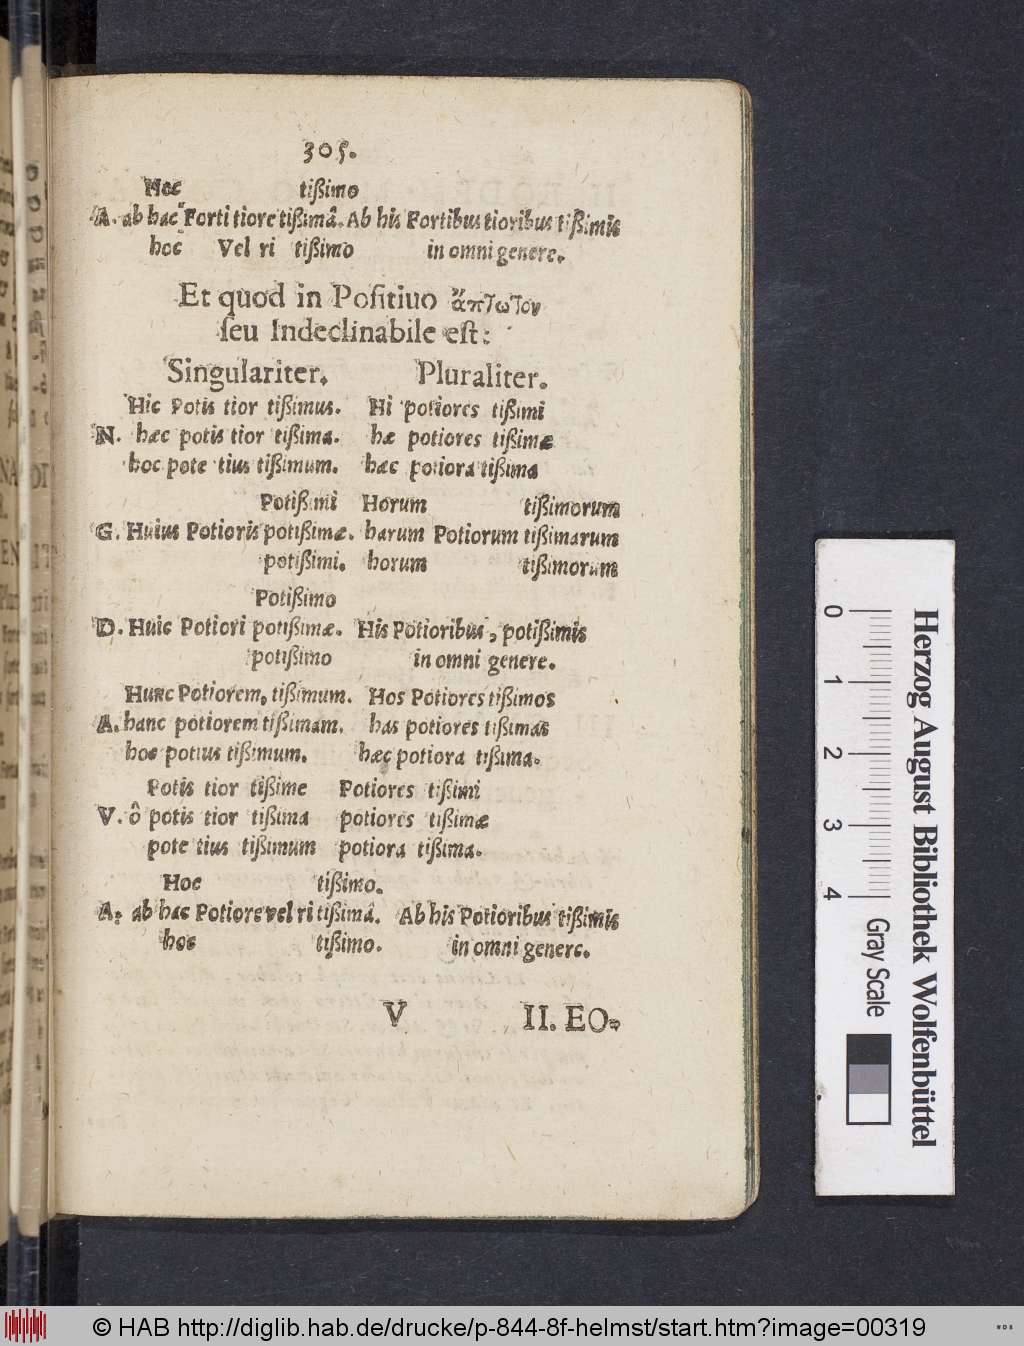 305.
Hoc tißimo
A. ab hac Forti tiore tißimâ. Ab his Fortibus tioribus tißimis
hoc Vel ri tißimo in omni genere.
Et quod in Positivo ἄπτωτον
ſeu Indeclinabile eſt:
Singulariter. Pluraliter.
Hic Potis tior tißimus. Hi potiores tißimi
N. hæc potis tior tißima. hæ potiores tißimæ
hoc pote tius tißimum. hæc potiora tißima
Potißimi Horum tißimorum
G. Huius Potioris potißimæ. harum Potiorum tißimarum
potißimi. horum tißimorum
Potißimo
D. Huic Potiori potißimæ. His Potioribus, potißimis
potißimo in omni genere.
Hunc Potiorem, tißimum. Hos Potiores tißimos
A. hanc potiorem tißimam. has potiores tißimas
hoc potius tißimum. hæc potiora tißima.
Potis tior tißime Potiores tißimi
V. ô potis tior tißima potiores tißimæ
pote tius tißimum potiora tißima.
Hoc tißimo.
A. ab hac Potiore vel ri tißimâ. Ab his Potioribus tißimis
hoc tißimo. in omni genere.
V II. EO-
Herzog August Bibliothek Wolfenbüttel
0 1 2 3 4 Gray Scale
© HAB http://diglib.hab.de/drucke/p-844-8f-helmst/start.htm?image=00319